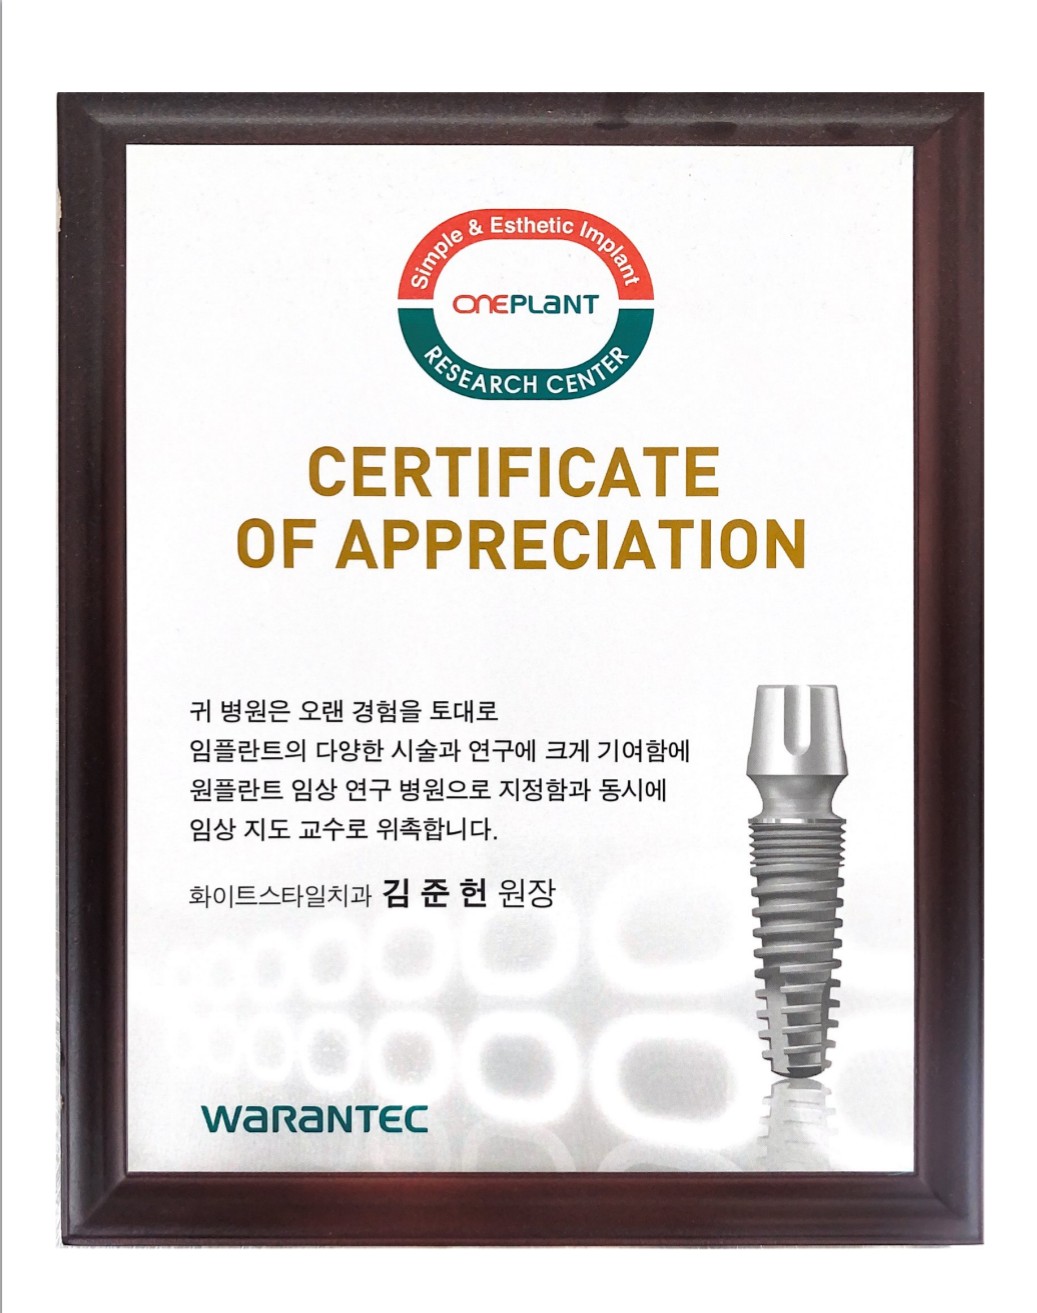 Simple & Esthetic Implant
ONEPLANT
RESEARCH CENTER
CERTIFICATE
OF APPRECIATION
귀 병원은 오랜 경험을 토대로
임플란트의 다양한 시술과 연구에 크게 기여함에
원플란트 임상 연구 병원으로 지정함과 동시에
임상 지도 교수로 위촉합니다.
화이트스타일치과 김 준 헌 원장
WARANTEC